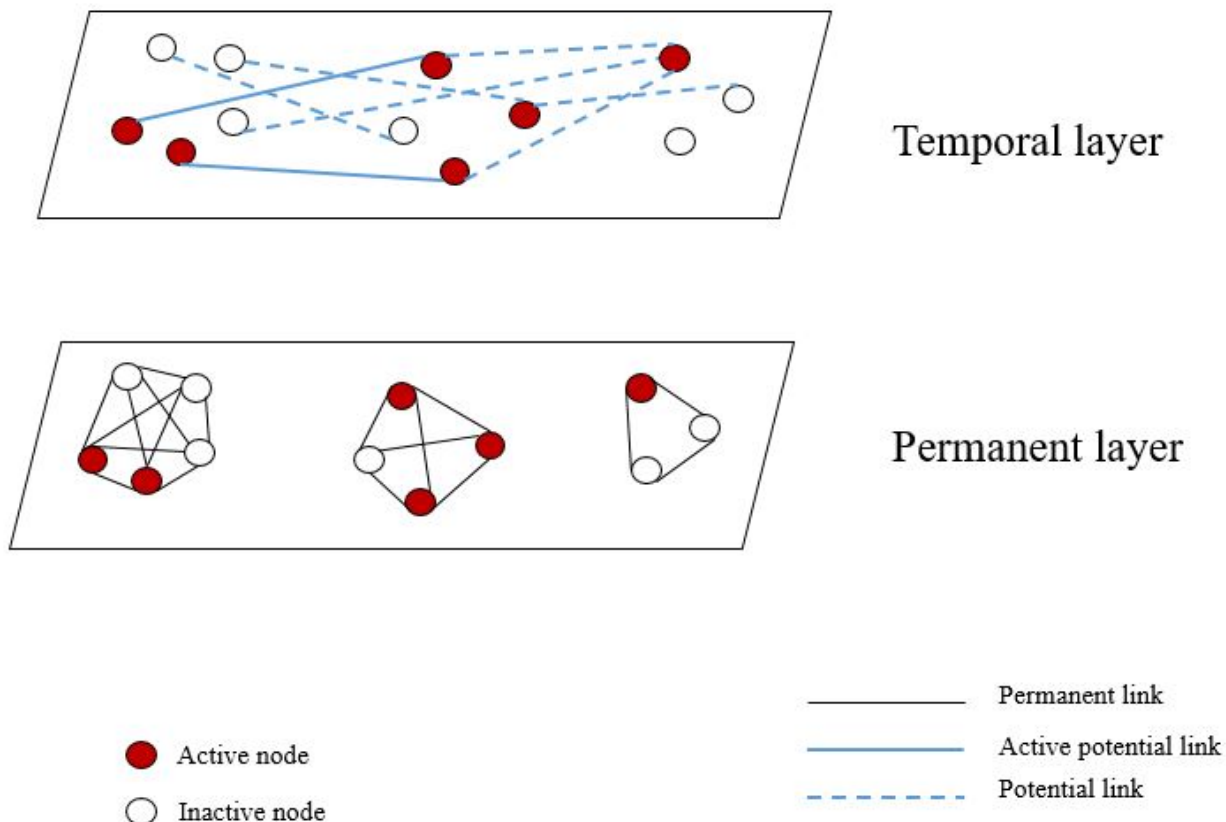 Temporal layer
Permanent layer
Permanent link
Active node
Active potential link
Potential link
Inactive node